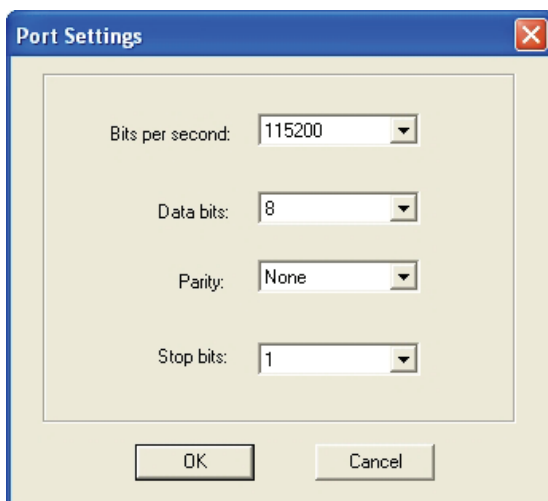 Port Settings
Bits per second: 115200
Data bits: 8
Parity: None
Stop bits: 1
OK Cancel